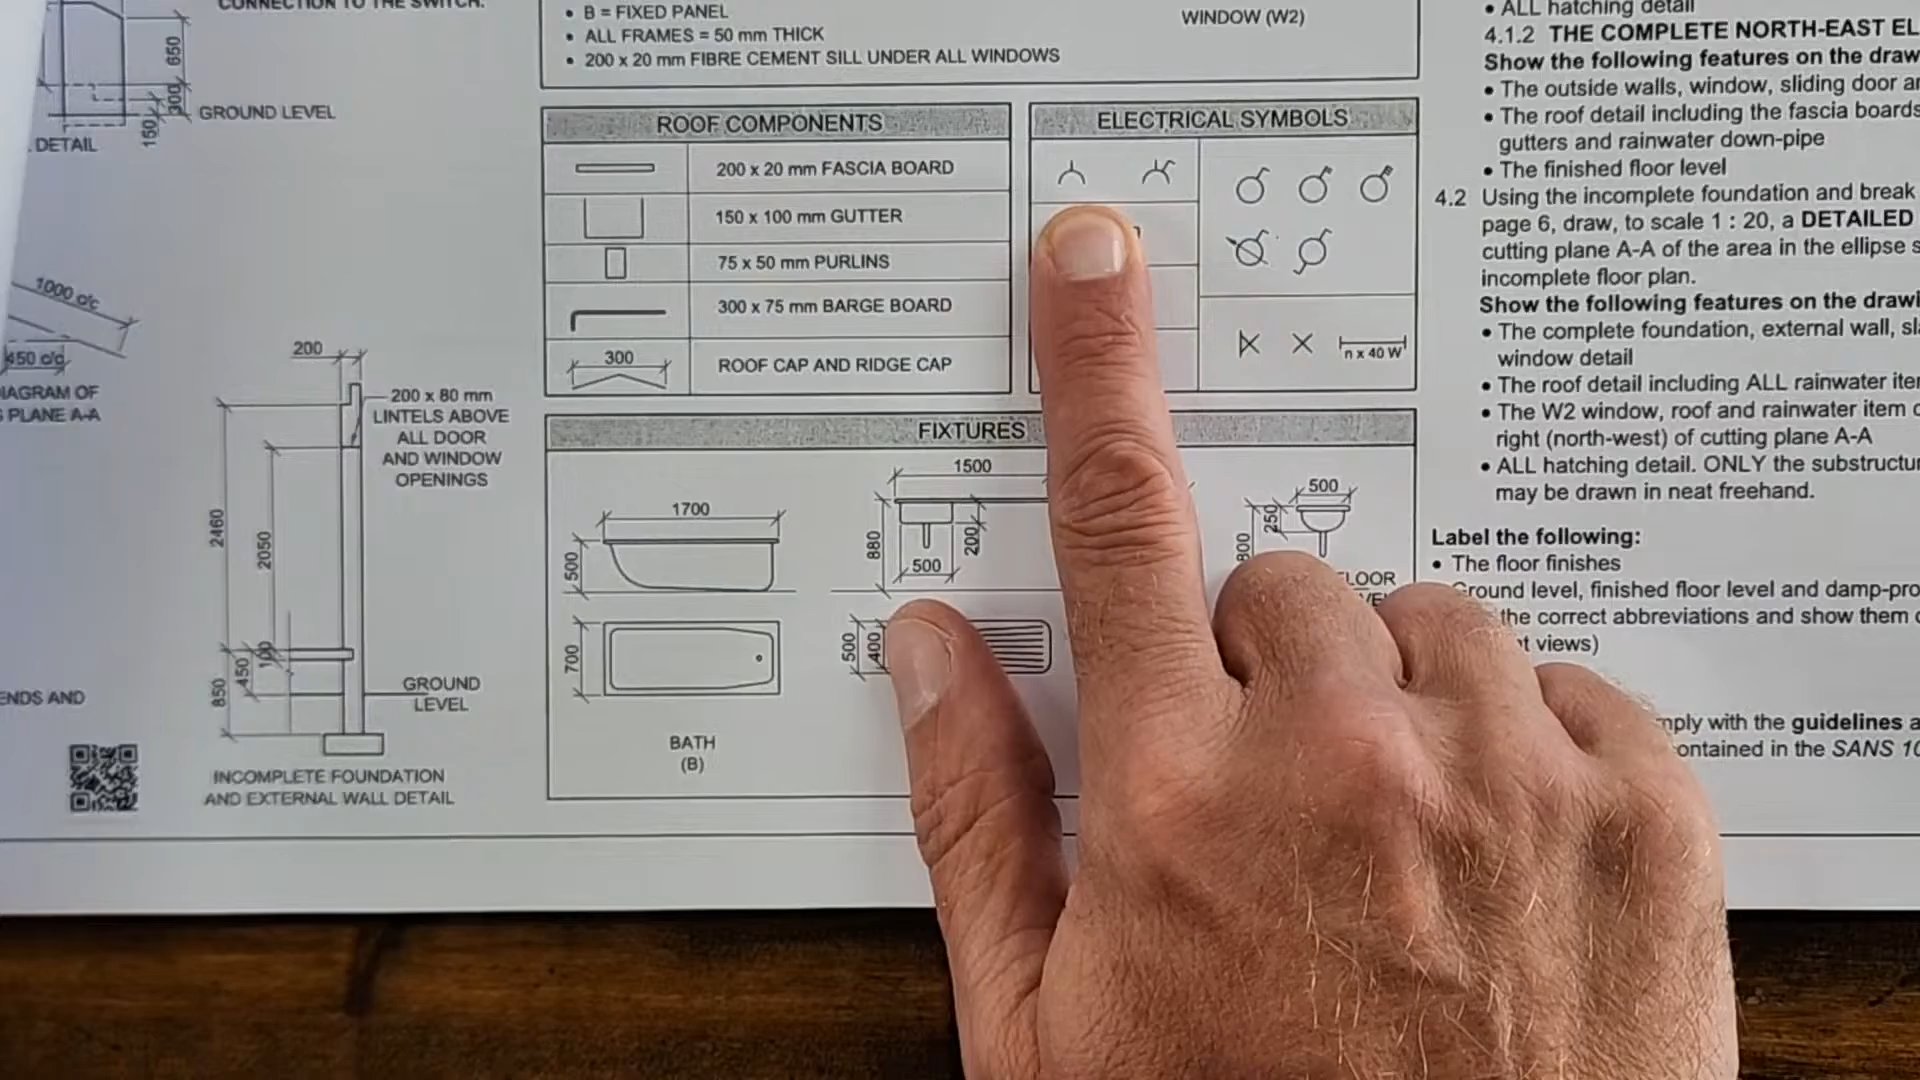 CONNECTION TO THE SWITCH.
650
300
150
GROUND LEVEL
DETAIL
1000 c/c
450 c/c
DIAGRAM OF
PLANE A-A
ENDS AND
200
200 x 80 mm
LINTELS ABOVE
ALL DOOR
AND WINDOW
OPENINGS
2460
2050
100
450
850
GROUND
LEVEL
INCOMPLETE FOUNDATION
AND EXTERNAL WALL DETAIL
• B = FIXED PANEL
• ALL FRAMES = 50 mm THICK
• 200 x 20 mm FIBRE CEMENT SILL UNDER ALL WINDOWS
WINDOW (W2)
ROOF COMPONENTS
200 x 20 mm FASCIA BOARD
150 x 100 mm GUTTER
75 x 50 mm PURLINS
300 x 75 mm BARGE BOARD
300
ROOF CAP AND RIDGE CAP
ELECTRICAL SYMBOLS
n x 40 W
FIXTURES
1700
500
700
BATH
(B)
1500
880
200
500
500
400
500
250
800
• ALL hatching detail
4.1.2 THE COMPLETE NORTH-EAST EL
Show the following features on the draw
• The outside walls, window, sliding door
• The roof detail including the fascia boards
gutters and rainwater down-pipe
• The finished floor level
4.2 Using the incomplete foundation and break
page 6, draw, to scale 1 : 20, a DETAILED
cutting plane A-A of the area in the ellipse
incomplete floor plan.
Show the following features on the drawi
• The complete foundation, external wall,
window detail
• The roof detail including ALL rainwater
• The W2 window, roof and rainwater item
right (north-west) of cutting plane A-A
• ALL hatching detail. ONLY the substructu
may be drawn in neat freehand.
Label the following:
• The floor finishes
Ground level, finished floor level and damp-pro
the correct abbreviations and show them
views)
mply with the guidelines
ontained in the SANS